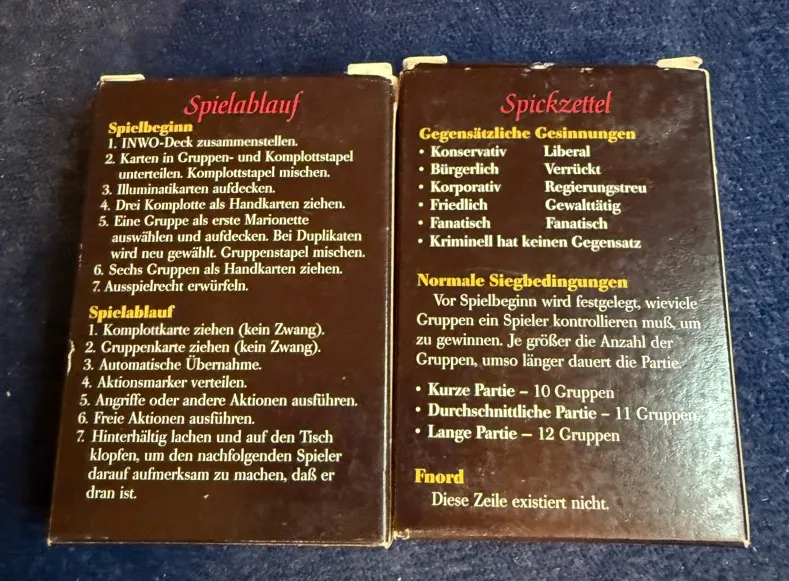 Spielablauf
Spielbeginn
1. INWO-Deck zusammenstellen.
2. Karten in Gruppen- und Komplottstapel
unterteilen. Komplottstapel mischen.
3. Illuminatikarten aufdecken.
4. Drei Komplotte als Handkarten ziehen.
5. Eine Gruppe als erste Marionette
auswählen und aufdecken. Bei Duplikaten
wird neu gewählt. Gruppenstapel mischen.
6. Sechs Gruppen als Handkarten ziehen.
7. Ausspielrecht erwürfeln.
Spielablauf
1. Komplottkarte ziehen (kein Zwang).
2. Gruppenkarte ziehen (kein Zwang).
3. Automatische Übernahme.
4. Aktionsmarker verteilen.
5. Angriffe oder andere Aktionen ausführen.
6. Freie Aktionen ausführen.
7. Hinterhältig lachen und auf den Tisch
klopfen, um den nachfolgenden Spieler
darauf aufmerksam zu machen, daß er
dran ist.
Spickzettel
Gegensätzliche Gesinnungen
• Konservativ Liberal
• Bürgerlich Verrückt
• Korporativ Regierungstreu
• Friedlich Gewalttätig
• Fanatisch Fanatisch
• Kriminell hat keinen Gegensatz
Normale Siegbedingungen
Vor Spielbeginn wird festgelegt, wieviele
Gruppen ein Spieler kontrollieren muß, um
zu gewinnen. Je größer die Anzahl der
Gruppen, umso länger dauert die Partie.
• Kurze Partie – 10 Gruppen
• Durchschnittliche Partie – 11 Gruppen
• Lange Partie – 12 Gruppen
Fnord
Diese Zeile existiert nicht.